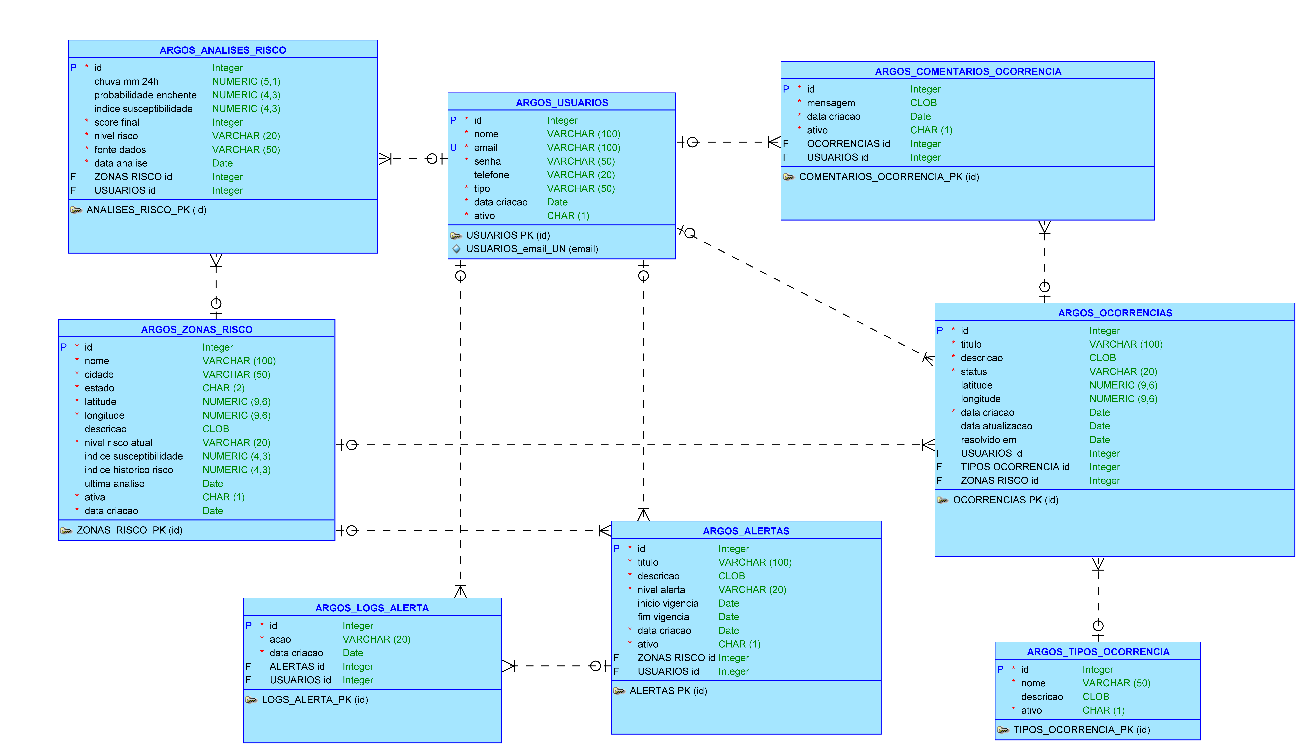 ARGOS_ANALISES_RISCO
P * id Integer
chuva mm 24h NUMERIC (5,1)
probabilidade enchente NUMERIC (4,3)
indice susceptibilidade NUMERIC (4,3)
* score final Integer
* nivel risco VARCHAR (20)
* fonte dados VARCHAR (50)
* data analise Date
F ZONAS RISCO id Integer
F USUARIOS id Integer
ANALISES_RISCO_PK (id)
ARGOS_USUARIOS
P * id Integer
* nome VARCHAR (100)
U * email VARCHAR (100)
* senha VARCHAR (50)
telefone VARCHAR (20)
* tipo VARCHAR (50)
* data criacao Date
* ativo CHAR (1)
USUARIOS PK (id)
USUARIOS_email_UN (email)
ARGOS_COMENTARIOS_OCORRENCIA
P * id Integer
* mensagem CLOB
* data criacao Date
* ativo CHAR (1)
F OCORRENCIAS id Integer
F USUARIOS id Integer
COMENTARIOS_OCORRENCIA_PK (id)
ARGOS_ZONAS_RISCO
P * id Integer
* nome VARCHAR (100)
* cidade VARCHAR (50)
* estado CHAR (2)
* latitude NUMERIC (9,6)
* longitude NUMERIC (9,6)
descricao CLOB
* nivel risco atual VARCHAR (20)
indice susceptibilidade NUMERIC (4,3)
indice historico risco NUMERIC (4,3)
ultima analise Date
* ativa CHAR (1)
* data criacao Date
ZONAS_RISCO_PK (id)
ARGOS_OCORRENCIAS
P * id Integer
* titulo VARCHAR (100)
* descricao CLOB
* status VARCHAR (20)
latitude NUMERIC (9,6)
longitude NUMERIC (9,6)
* data criacao Date
data atualizacao Date
resolvido em Date
F USUARIOS id Integer
F TIPOS OCORRENCIA id Integer
F ZONAS RISCO id Integer
OCORRENCIAS PK (id)
ARGOS_ALERTAS
P * id Integer
* titulo VARCHAR (100)
* descricao CLOB
* nivel alerta VARCHAR (20)
inicio vigencia Date
fim vigencia Date
* data criacao Date
* ativo CHAR (1)
F ZONAS RISCO id Integer
F USUARIOS id Integer
ALERTAS PK (id)
ARGOS_LOGS_ALERTA
P * id Integer
* acao VARCHAR (20)
* data criacao Date
F ALERTAS id Integer
F USUARIOS id Integer
LOGS_ALERTA_PK (id)
ARGOS_TIPOS_OCORRENCIA
P * id Integer
* nome VARCHAR (50)
descricao CLOB
* ativo CHAR (1)
TIPOS_OCORRENCIA_PK (id)